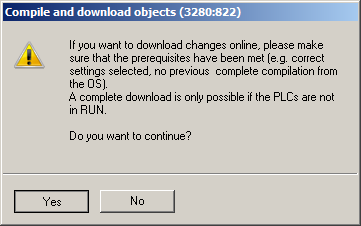 Compile and download objects (3280:822)
If you want to download changes online, please make
sure that the prerequisites have been met (e.g. correct
settings selected, no previous  complete compilation from
the OS).
A complete download is only possible if the PLCs are not
in RUN.
Do you want to continue?
Yes
No